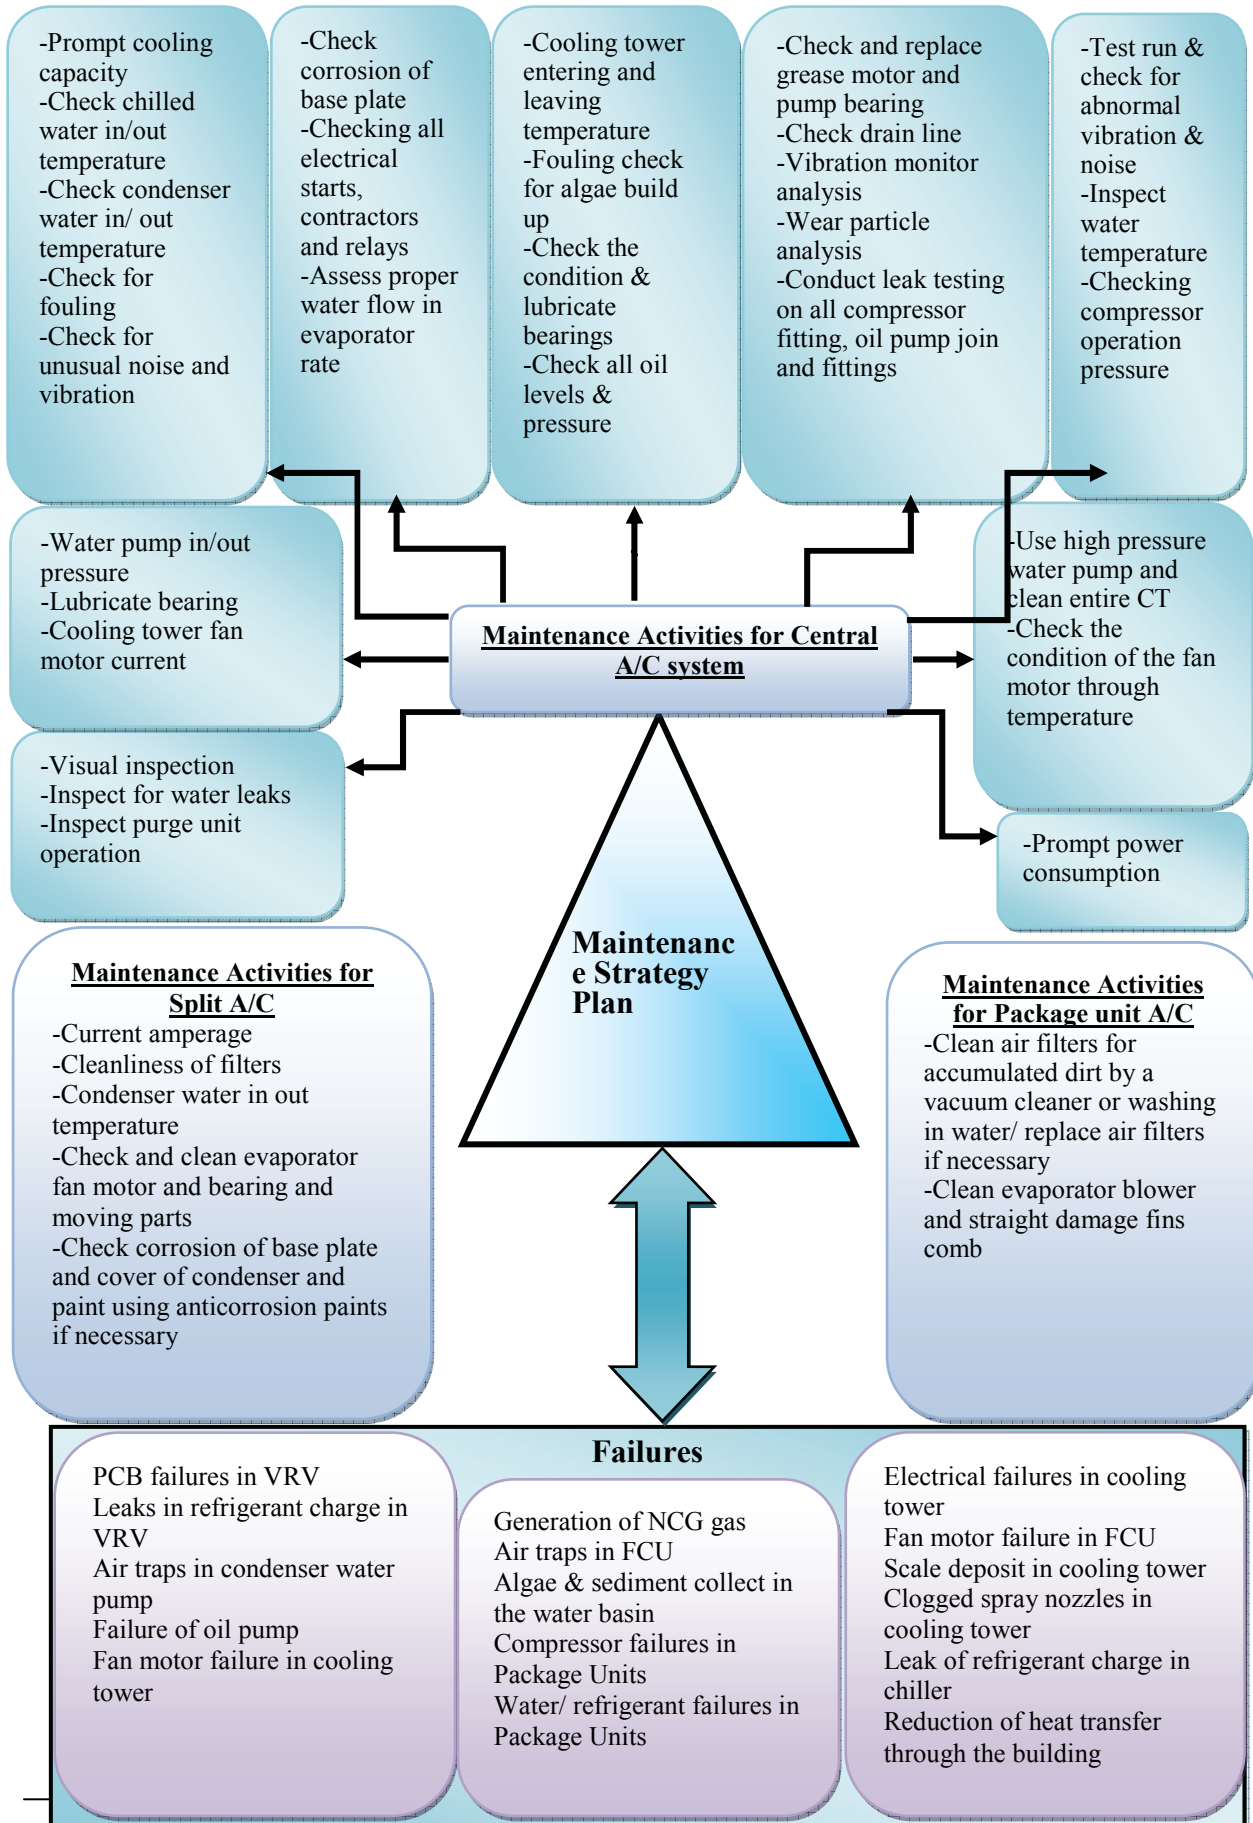 -Prompt cooling
capacity
-Check chilled
water in/out
temperature
-Check condenser
water in/ out
temperature
-Check for
fouling
-Check for
unusual noise and
vibration
-Check
corrosion of
base plate
-Checking all
electrical
starts,
contractors
and relays
-Assess proper
water flow in
evaporator
rate
-Cooling tower
entering and
leaving
temperature
-Fouling check
for algae build
up
-Check the
condition &
lubricate
bearings
-Check all oil
levels &
pressure
-Check and replace
grease motor and
pump bearing
-Check drain line
-Vibration monitor
analysis
-Wear particle
analysis
-Conduct leak testing
on all compressor
fitting, oil pump join
and fittings
-Test run &
check for
abnormal
vibration &
noise
-Inspect
water
temperature
-Checking
compressor
operation
pressure
-Water pump in/out
pressure
-Lubricate bearing
-Cooling tower fan
motor current
Maintenance Activities for Central
A/C system
-Use high pressure
water pump and
clean entire CT
-Check the
condition of the fan
motor through
temperature
-Visual inspection
-Inspect for water leaks
-Inspect purge unit
operation
-Prompt power
consumption
Maintenanc
e Strategy
Plan
Maintenance Activities for
Split A/C
-Current amperage
-Cleanliness of filters
-Condenser water in out
temperature
-Check and clean evaporator
fan motor and bearing and
moving parts
-Check corrosion of base plate
and cover of condenser and
paint using anticorrosion paints
if necessary
Maintenance Activities
for Package unit A/C
-Clean air filters for
accumulated dirt by a
vacuum cleaner or washing
in water/ replace air filters
if necessary
-Clean evaporator blower
and straight damage fins
comb
Failures
PCB failures in VRV
Leaks in refrigerant charge in
VRV
Air traps in condenser water
pump
Failure of oil pump
Fan motor failure in cooling
tower
Generation of NCG gas
Air traps in FCU
Algae & sediment collect in
the water basin
Compressor failures in
Package Units
Water/ refrigerant failures in
Package Units
Electrical failures in cooling
tower
Fan motor failure in FCU
Scale deposit in cooling tower
Clogged spray nozzles in
cooling tower
Leak of refrigerant charge in
chiller
Reduction of heat transfer
through the building